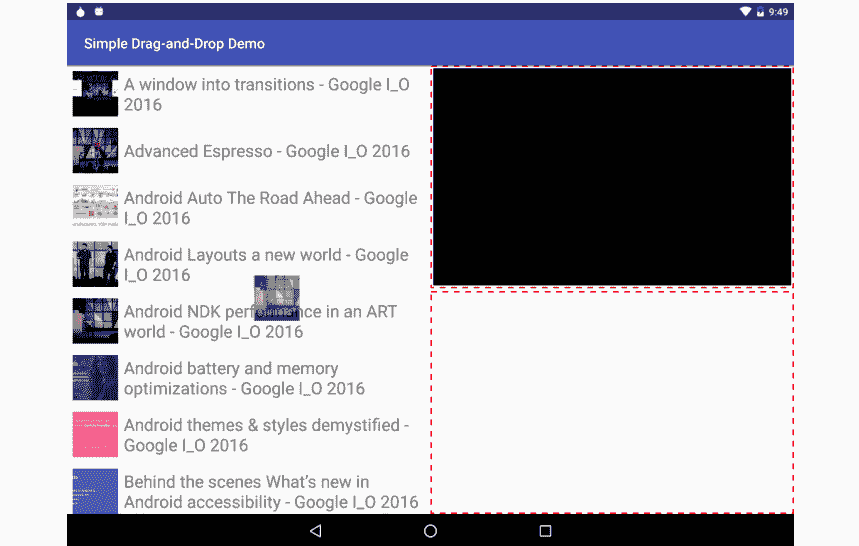 9:49
Simple Drag-and-Drop Demo
A window into transitions - Google I_O
2016
Advanced Espresso - Google I_O 2016
Android Auto The Road Ahead - Google
I_O 2016
Android Layouts a new world - Google
I_O 2016
Android NDK performance in an ART
world - Google I_O 2016
Android battery and memory
optimizations - Google I_O 2016
Android themes & styles demystified -
Google I_O 2016
Behind the scenes What's new in
Android accessibility - Google I_O 2016